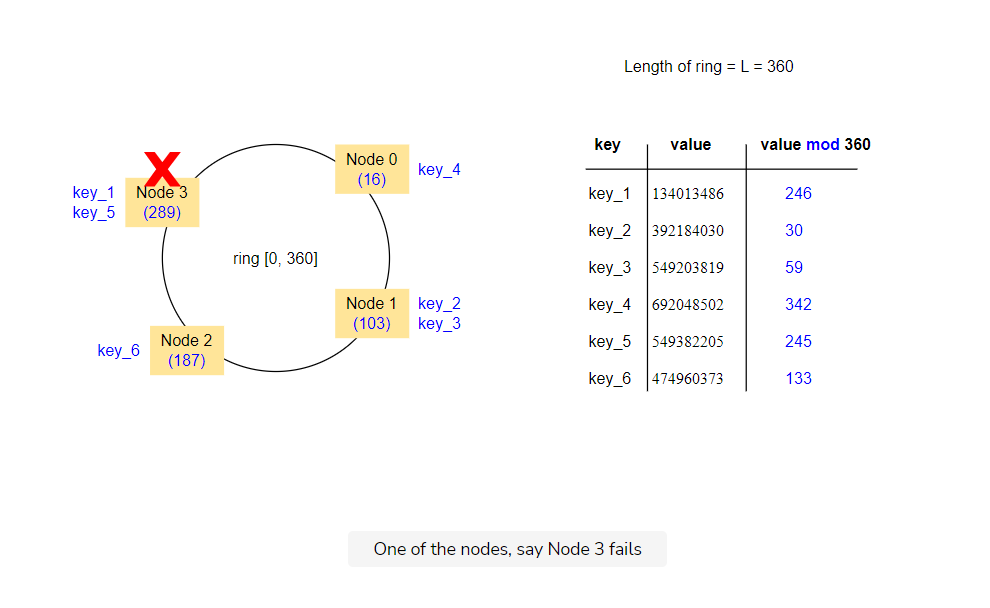 Length of ring = L = 360
key value value mod 360
key_1 134013486 246
key_2 392184030 30
key_3 549203819 59
key_4 692048502 342
key_5 549382205 245
key_6 474960373 133
X
Node 0
(16)
key_4
key_1
key_5
Node 3
(289)
ring [0, 360]
Node 1
(103)
key_2
key_3
key_6
Node 2
(187)
One of the nodes, say Node 3 fails